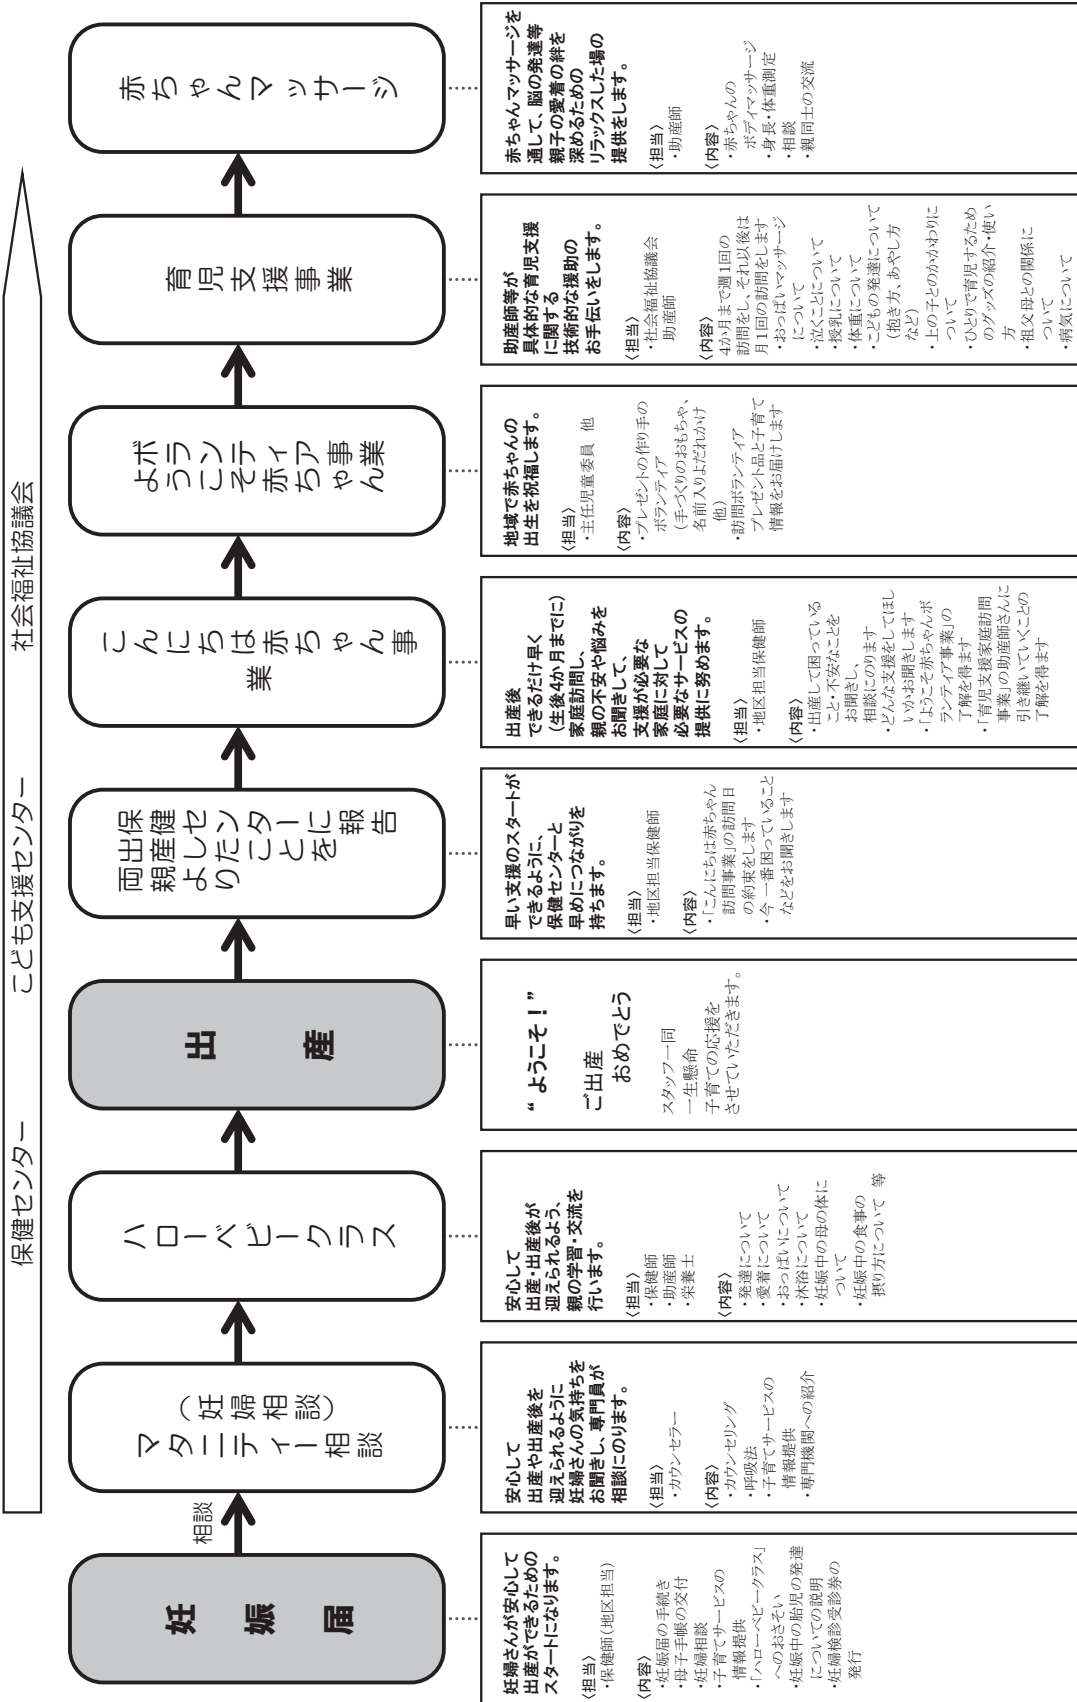 保健センター　　こども支援センター　　社会福祉協議会
妊　娠　届
相談
マタニティー相談
（妊婦相談）
ハローベビークラス
出　産
両親より
出産したことを
保健センターに報告
こんにちは赤ちゃん事
業
ようこそ赤ちゃん
ボランティア事業
育児支援事業
赤ちゃんマッサージ
妊婦さんが安心して
出産ができるための
スタートになります。
〈担当〉
・保健師（地区担当）
〈内容〉
・妊娠届の手続き
・母子手帳の交付
・妊婦相談
・子育てサービスの
情報提供
・「ハローベビークラス」
へのおさそい
・妊娠中の胎児の発達
についての説明
・妊婦検診受診券の
発行
安心して
出産や出産後を
迎えられるように
妊婦さんの気持ちを
お聞きし、専門員が
相談にのります。
〈担当〉
・カウンセラー
〈内容〉
・カウンセリング
・呼吸法
・子育てサービスの
情報提供
・専門機関への紹介
安心して
出産・出産後が
迎えられるよう、
親の学習・交流を
行います。
〈担当〉
・保健師
・助産師
・栄養士
〈内容〉
・発達について
・愛着について
・おっぱいについて
・沐浴について
・妊娠中の母の体に
ついて
・妊娠中の食事の
摂り方について　等
“ ようこそ！”
ご出産
おめでとう
スタッフ一同
一生懸命
子育ての応援を
させていただきます。
早い支援のスタートが
できるように、
保健センターと
早めにつながりを
持ちます。
〈担当〉
・地区担当保健師
〈内容〉
・「こんにちは赤ちゃん
訪問事業」の訪問日
の約束をします
・今一番困っていること
などをお聞きします
出産後
できるだけ早く
（生後4か月までに）
家庭訪問し、
親の不安や悩みを
お聞きして、
支援が必要な
家庭に対して
必要なサービスの
提供に努めます。
〈担当〉
・地区担当保健師
〈内容〉
・出産して困っている
こと・不安なことを
お聞きし、
相談にのります
・どんな支援をしてほし
いかお聞きします
・「ようこそ赤ちゃんボ
ランティア事業」の
了解を得ます
・「育児支援家庭訪問
事業」の助産師さんに
引き継いでいくことの
了解を得ます
地域で赤ちゃんの
出生を祝福します。
〈担当〉
・主任児童委員　他
〈内容〉
・プレゼントの作り手の
ボランティア
（手づくりのおもちゃ、
名前入りよだれかけ
他）
・訪問ボランティア
プレゼント品と子育て
情報をお届けします
助産師等が
具体的な育児支援
に関する
技術的な援助の
お手伝いをします。
〈担当〉
・社会福祉協議会
助産師
〈内容〉
4か月まで週1回の
訪問をし、それ以後は
月1回の訪問をします
・おっぱいマッサージ
について
・泣くことについて
・授乳について
・体重について
・こどもの発達について
（抱き方、あやし方
など）
・上の子とのかかわりに
ついて
・ひとりで育児するため
のグッズの紹介・使い
方
・祖父母との関係に
ついて
・病気について
赤ちゃんマッサージを
通して、脳の発達等
親子の愛着の絆を
深めるための
リラックスした場の
提供をします。
〈担当〉
・助産師
〈内容〉
・赤ちゃんの
ボディマッサージ
・身長・体重測定
・相談
・親同士の交流